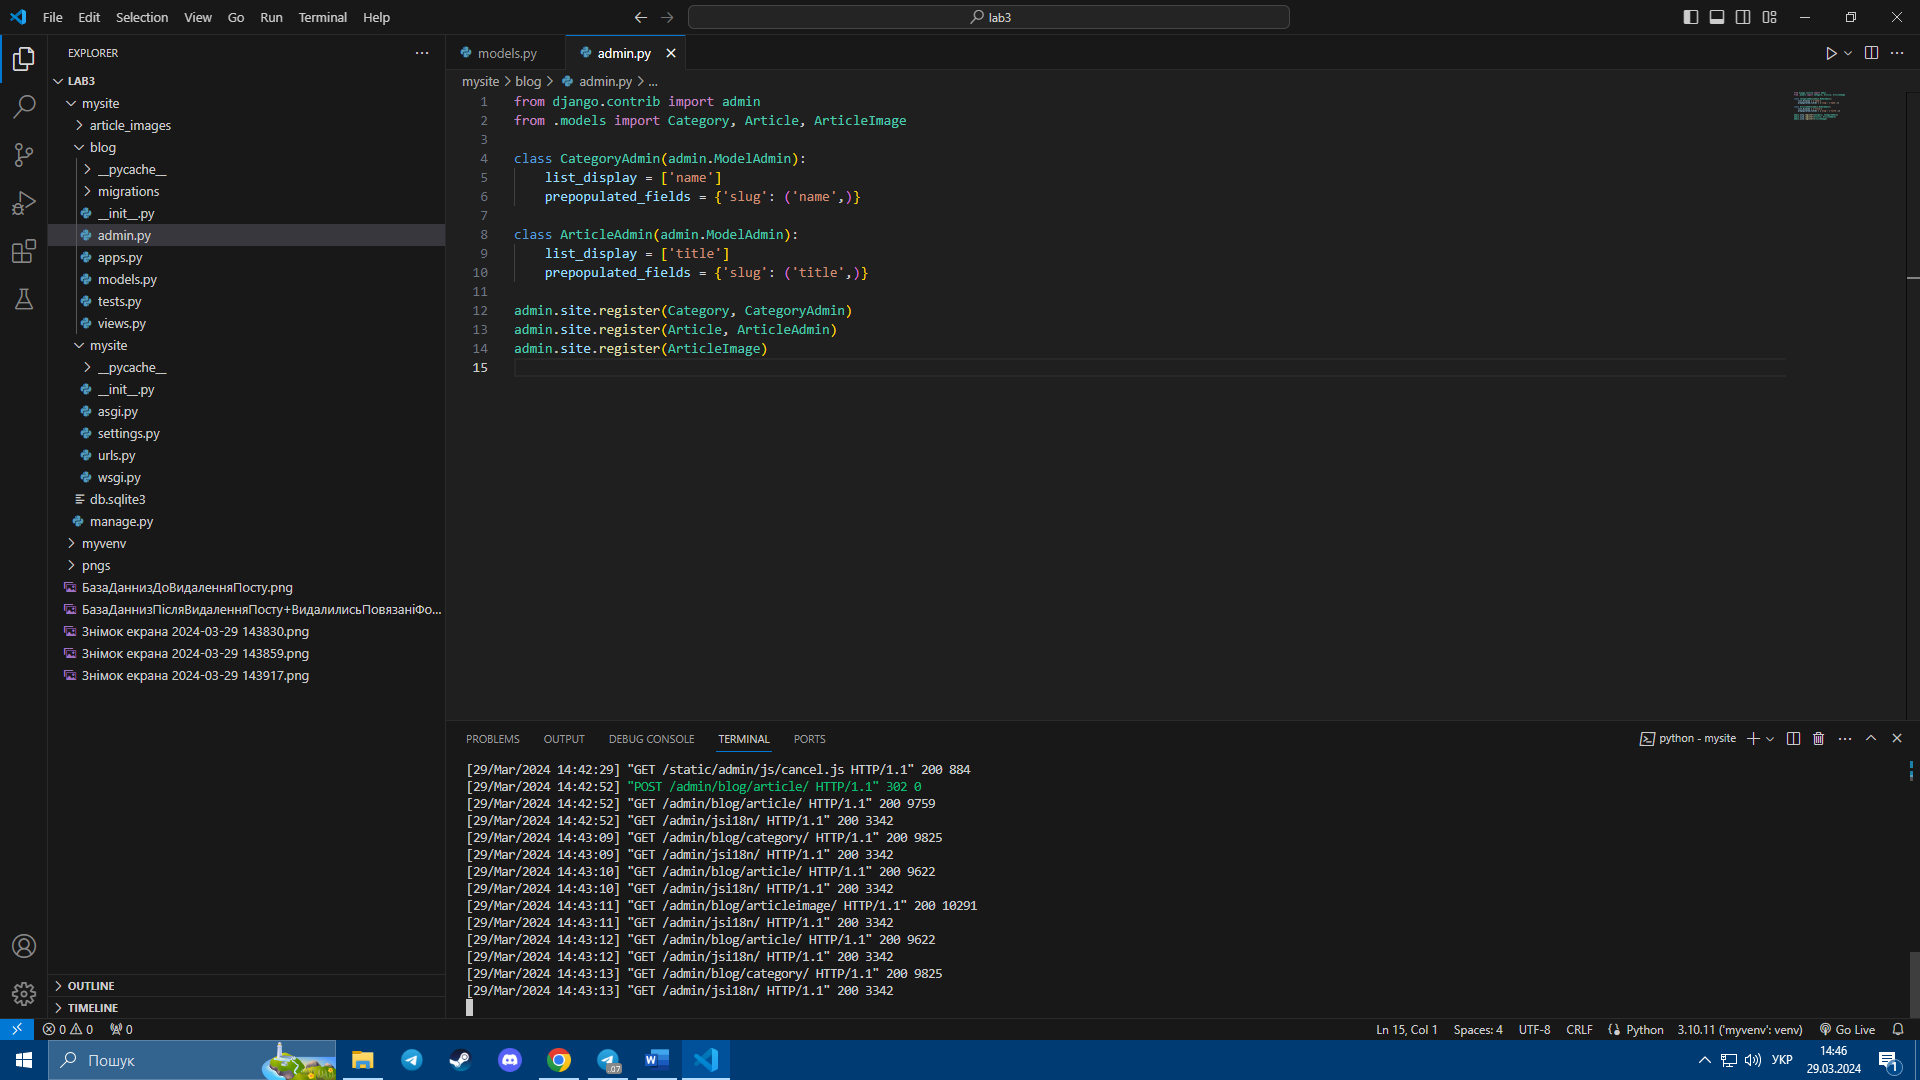 File Edit Selection View Go Run Terminal Help
lab3
EXPLORER
LAB3
mysite
article_images
blog
__pycache__
migrations
__init__.py
admin.py
apps.py
models.py
tests.py
views.py
mysite
__pycache__
__init__.py
asgi.py
settings.py
urls.py
wsgi.py
db.sqlite3
manage.py
myvenv
pngs
БазаДаннизДоВидаленняПосту.png
БазаДаннизПісляВидаленняПосту+ВидалилисьПовязаніФо...
Знімок екрана 2024-03-29 143830.png
Знімок екрана 2024-03-29 143859.png
Знімок екрана 2024-03-29 143917.png
OUTLINE
TIMELINE
models.py admin.py
mysite > blog > admin.py > ...
1 from django.contrib import admin
2 from .models import Category, Article, ArticleImage
3
4 class CategoryAdmin(admin.ModelAdmin):
5 list_display = ['name']
6 prepopulated_fields = {'slug': ('name',)}
7
8 class ArticleAdmin(admin.ModelAdmin):
9 list_display = ['title']
10 prepopulated_fields = {'slug': ('title',)}
11
12 admin.site.register(Category, CategoryAdmin)
13 admin.site.register(Article, ArticleAdmin)
14 admin.site.register(ArticleImage)
15
PROBLEMS OUTPUT DEBUG CONSOLE TERMINAL PORTS
python - mysite
[29/Mar/2024 14:42:29] "GET /static/admin/js/cancel.js HTTP/1.1" 200 884
[29/Mar/2024 14:42:52] "POST /admin/blog/article/ HTTP/1.1" 302 0
[29/Mar/2024 14:42:52] "GET /admin/blog/article/ HTTP/1.1" 200 9759
[29/Mar/2024 14:42:52] "GET /admin/jsi18n/ HTTP/1.1" 200 3342
[29/Mar/2024 14:43:09] "GET /admin/blog/category/ HTTP/1.1" 200 9825
[29/Mar/2024 14:43:09] "GET /admin/jsi18n/ HTTP/1.1" 200 3342
[29/Mar/2024 14:43:10] "GET /admin/blog/article/ HTTP/1.1" 200 9622
[29/Mar/2024 14:43:10] "GET /admin/jsi18n/ HTTP/1.1" 200 3342
[29/Mar/2024 14:43:11] "GET /admin/blog/articleimage/ HTTP/1.1" 200 10291
[29/Mar/2024 14:43:11] "GET /admin/jsi18n/ HTTP/1.1" 200 3342
[29/Mar/2024 14:43:12] "GET /admin/blog/article/ HTTP/1.1" 200 9622
[29/Mar/2024 14:43:12] "GET /admin/jsi18n/ HTTP/1.1" 200 3342
[29/Mar/2024 14:43:13] "GET /admin/blog/category/ HTTP/1.1" 200 9825
[29/Mar/2024 14:43:13] "GET /admin/jsi18n/ HTTP/1.1" 200 3342
0 0 0
Ln 15, Col 1 Spaces: 4 UTF-8 CRLF Python 3.10.11 ('myvenv': venv) Go Live
Пошук
.07
УКР
14:46
29.03.2024
1